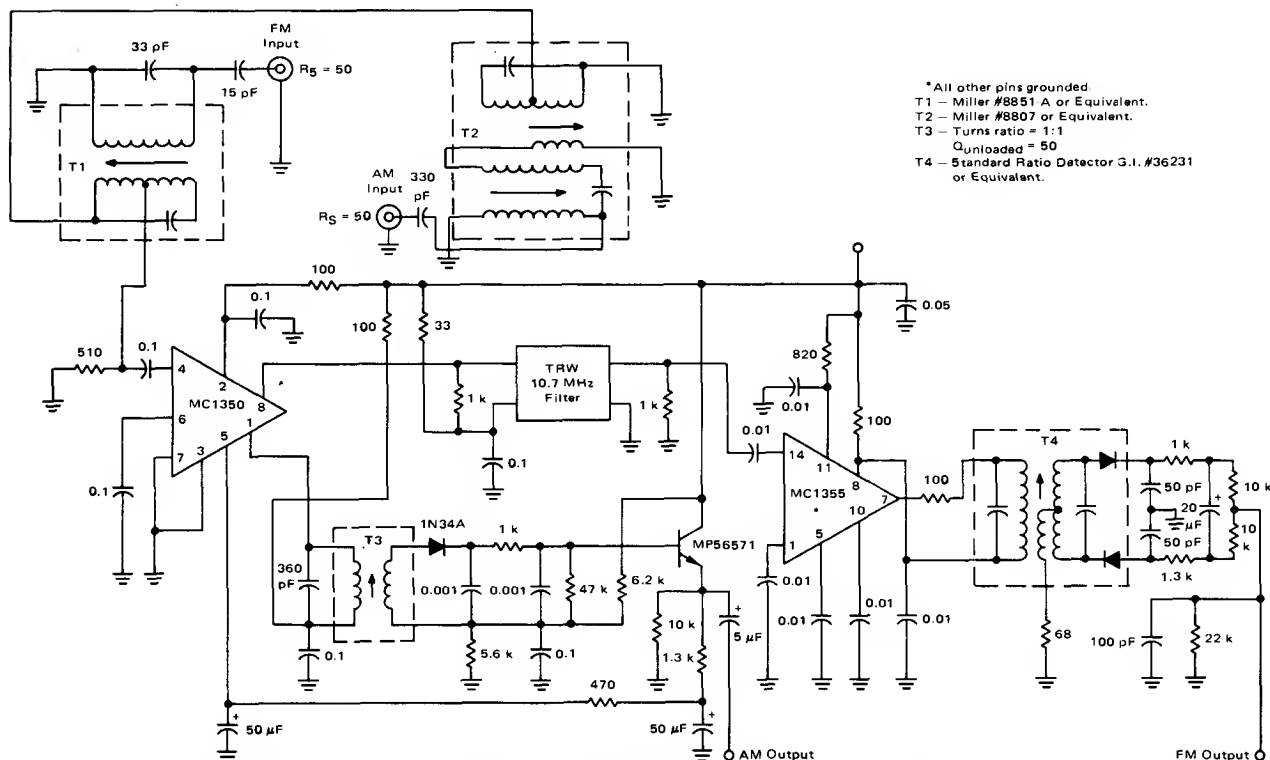 FM
Input
33 pF
R5 = 50
15 pF
T1
T2
AM
Input
330
pF
RS = 50
*All other pins grounded
T1 – Miller #8851-A or Equivalent.
T2 – Miller #8807 or Equivalent.
T3 – Turns ratio = 1:1
Qunloaded = 50
T4 – Standard Ratio Detector G.I. #36231
or Equivalent.
100
0.1
100
33
0.05
510
0.1
4
2
MC1350
8
6
1
5
3
7
0.1
1 k
TRW
10.7 MHz
Filter
1 k
0.1
820
0.01
100
0.01
14
11
MC1355
8
7
10
5
1
100
T4
1 k
50 pF
20
µF
50 pF
10 k
10
k
1.3 k
T3
1N34A
1 k
MPS6571
360
pF
0.001
0.001
47 k
6.2 k
0.1
5.6 k
0.1
10 k
1.3 k
+
5 µF
0.01
0.01
0.01
0.01
68
100 pF
22 k
470
+
50 µF
50 µF
+
AM Output
FM Output